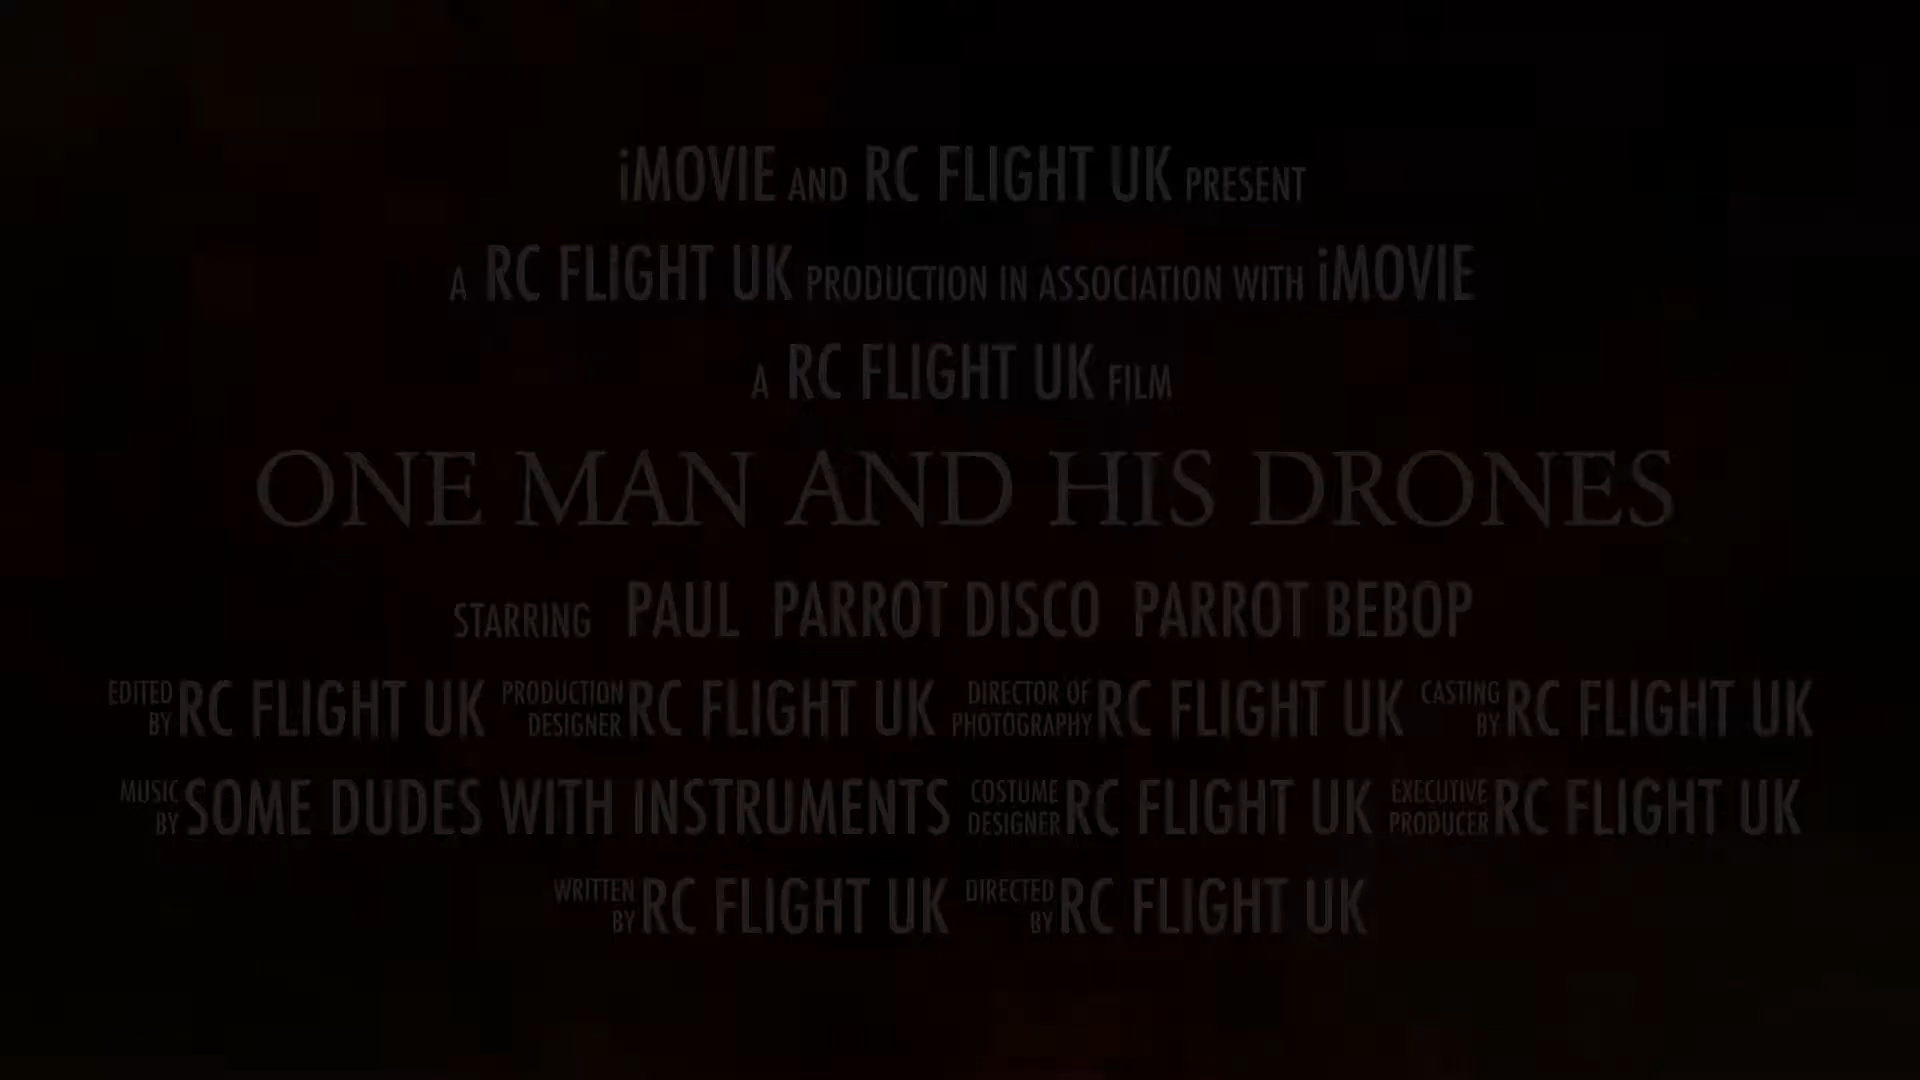 iMOVIE AND RC FLIGHT UK PRESENT
A RC FLIGHT UK PRODUCTION IN ASSOCIATION WITH iMOVIE
A RC FLIGHT UK FILM
ONE MAN AND HIS DRONES
STARRING PAUL PARROT DISCO PARROT BEBOP
EDITED BY RC FLIGHT UK PRODUCTION DESIGNER RC FLIGHT UK DIRECTOR OF PHOTOGRAPHY RC FLIGHT UK CASTING BY RC FLIGHT UK
MUSIC BY SOME DUDES WITH INSTRUMENTS COSTUME DESIGNER RC FLIGHT UK EXECUTIVE PRODUCER RC FLIGHT UK
WRITTEN BY RC FLIGHT UK DIRECTED BY RC FLIGHT UK